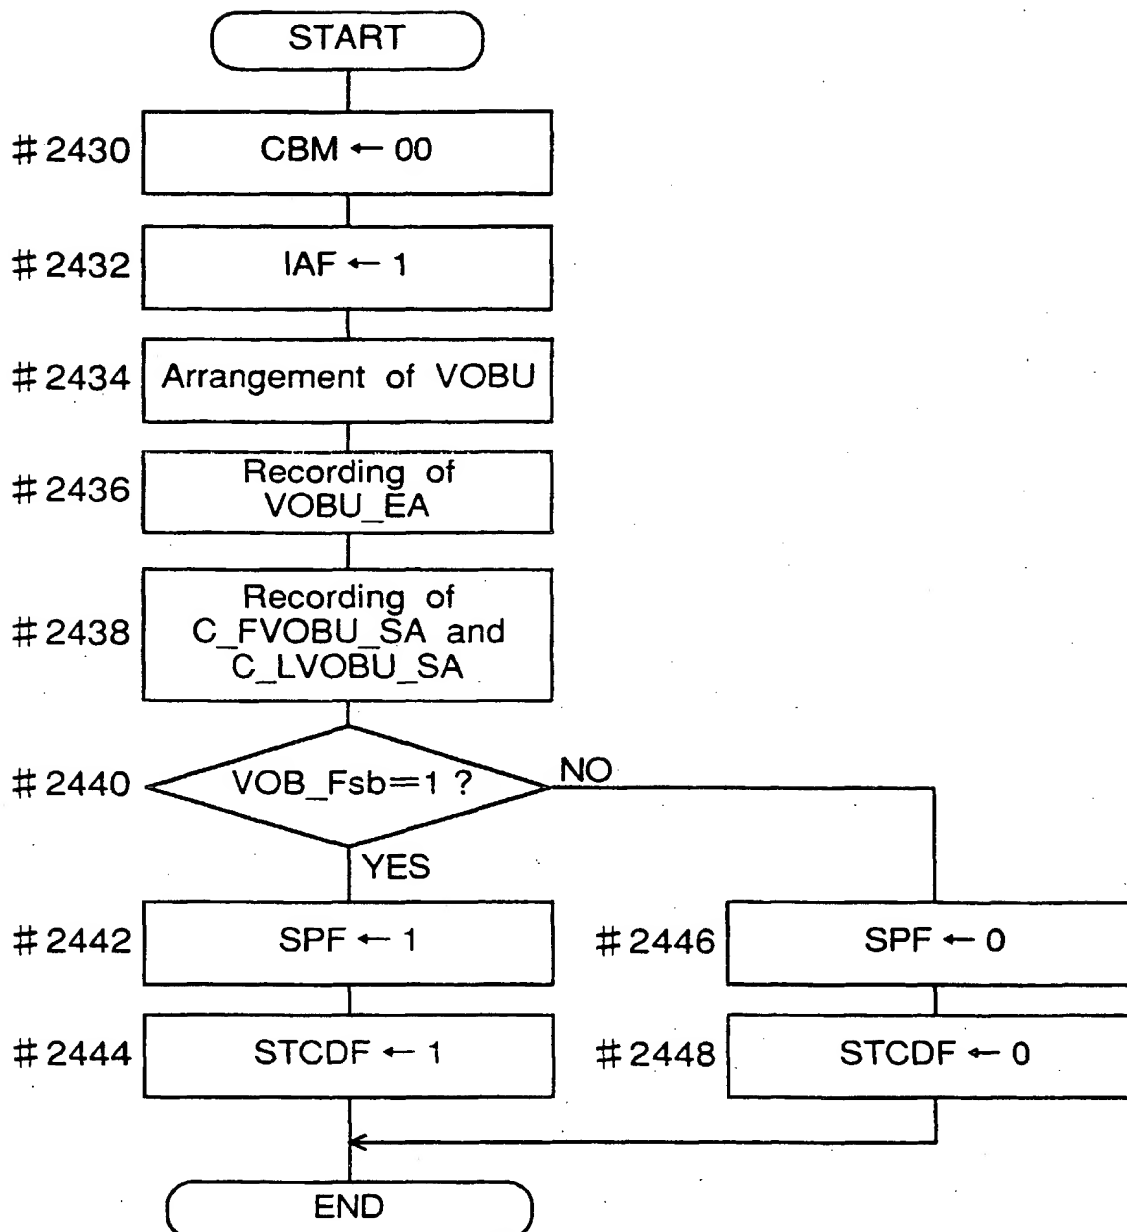 START
#2430 CBM ← 00
#2432 IAF ← 1
#2434 Arrangement of VOBU
#2436 Recording of
VOBU_EA
Recording of
#2438 C_FVOBU_SA and
C_LVOBU_SA
#2440 VOB_Fsb=1 ? NO
YES
#2442 SPF ← 1 #2446 SPF ← 0
#2444 STCDF ← 1 #2448 STCDF ← 0
END